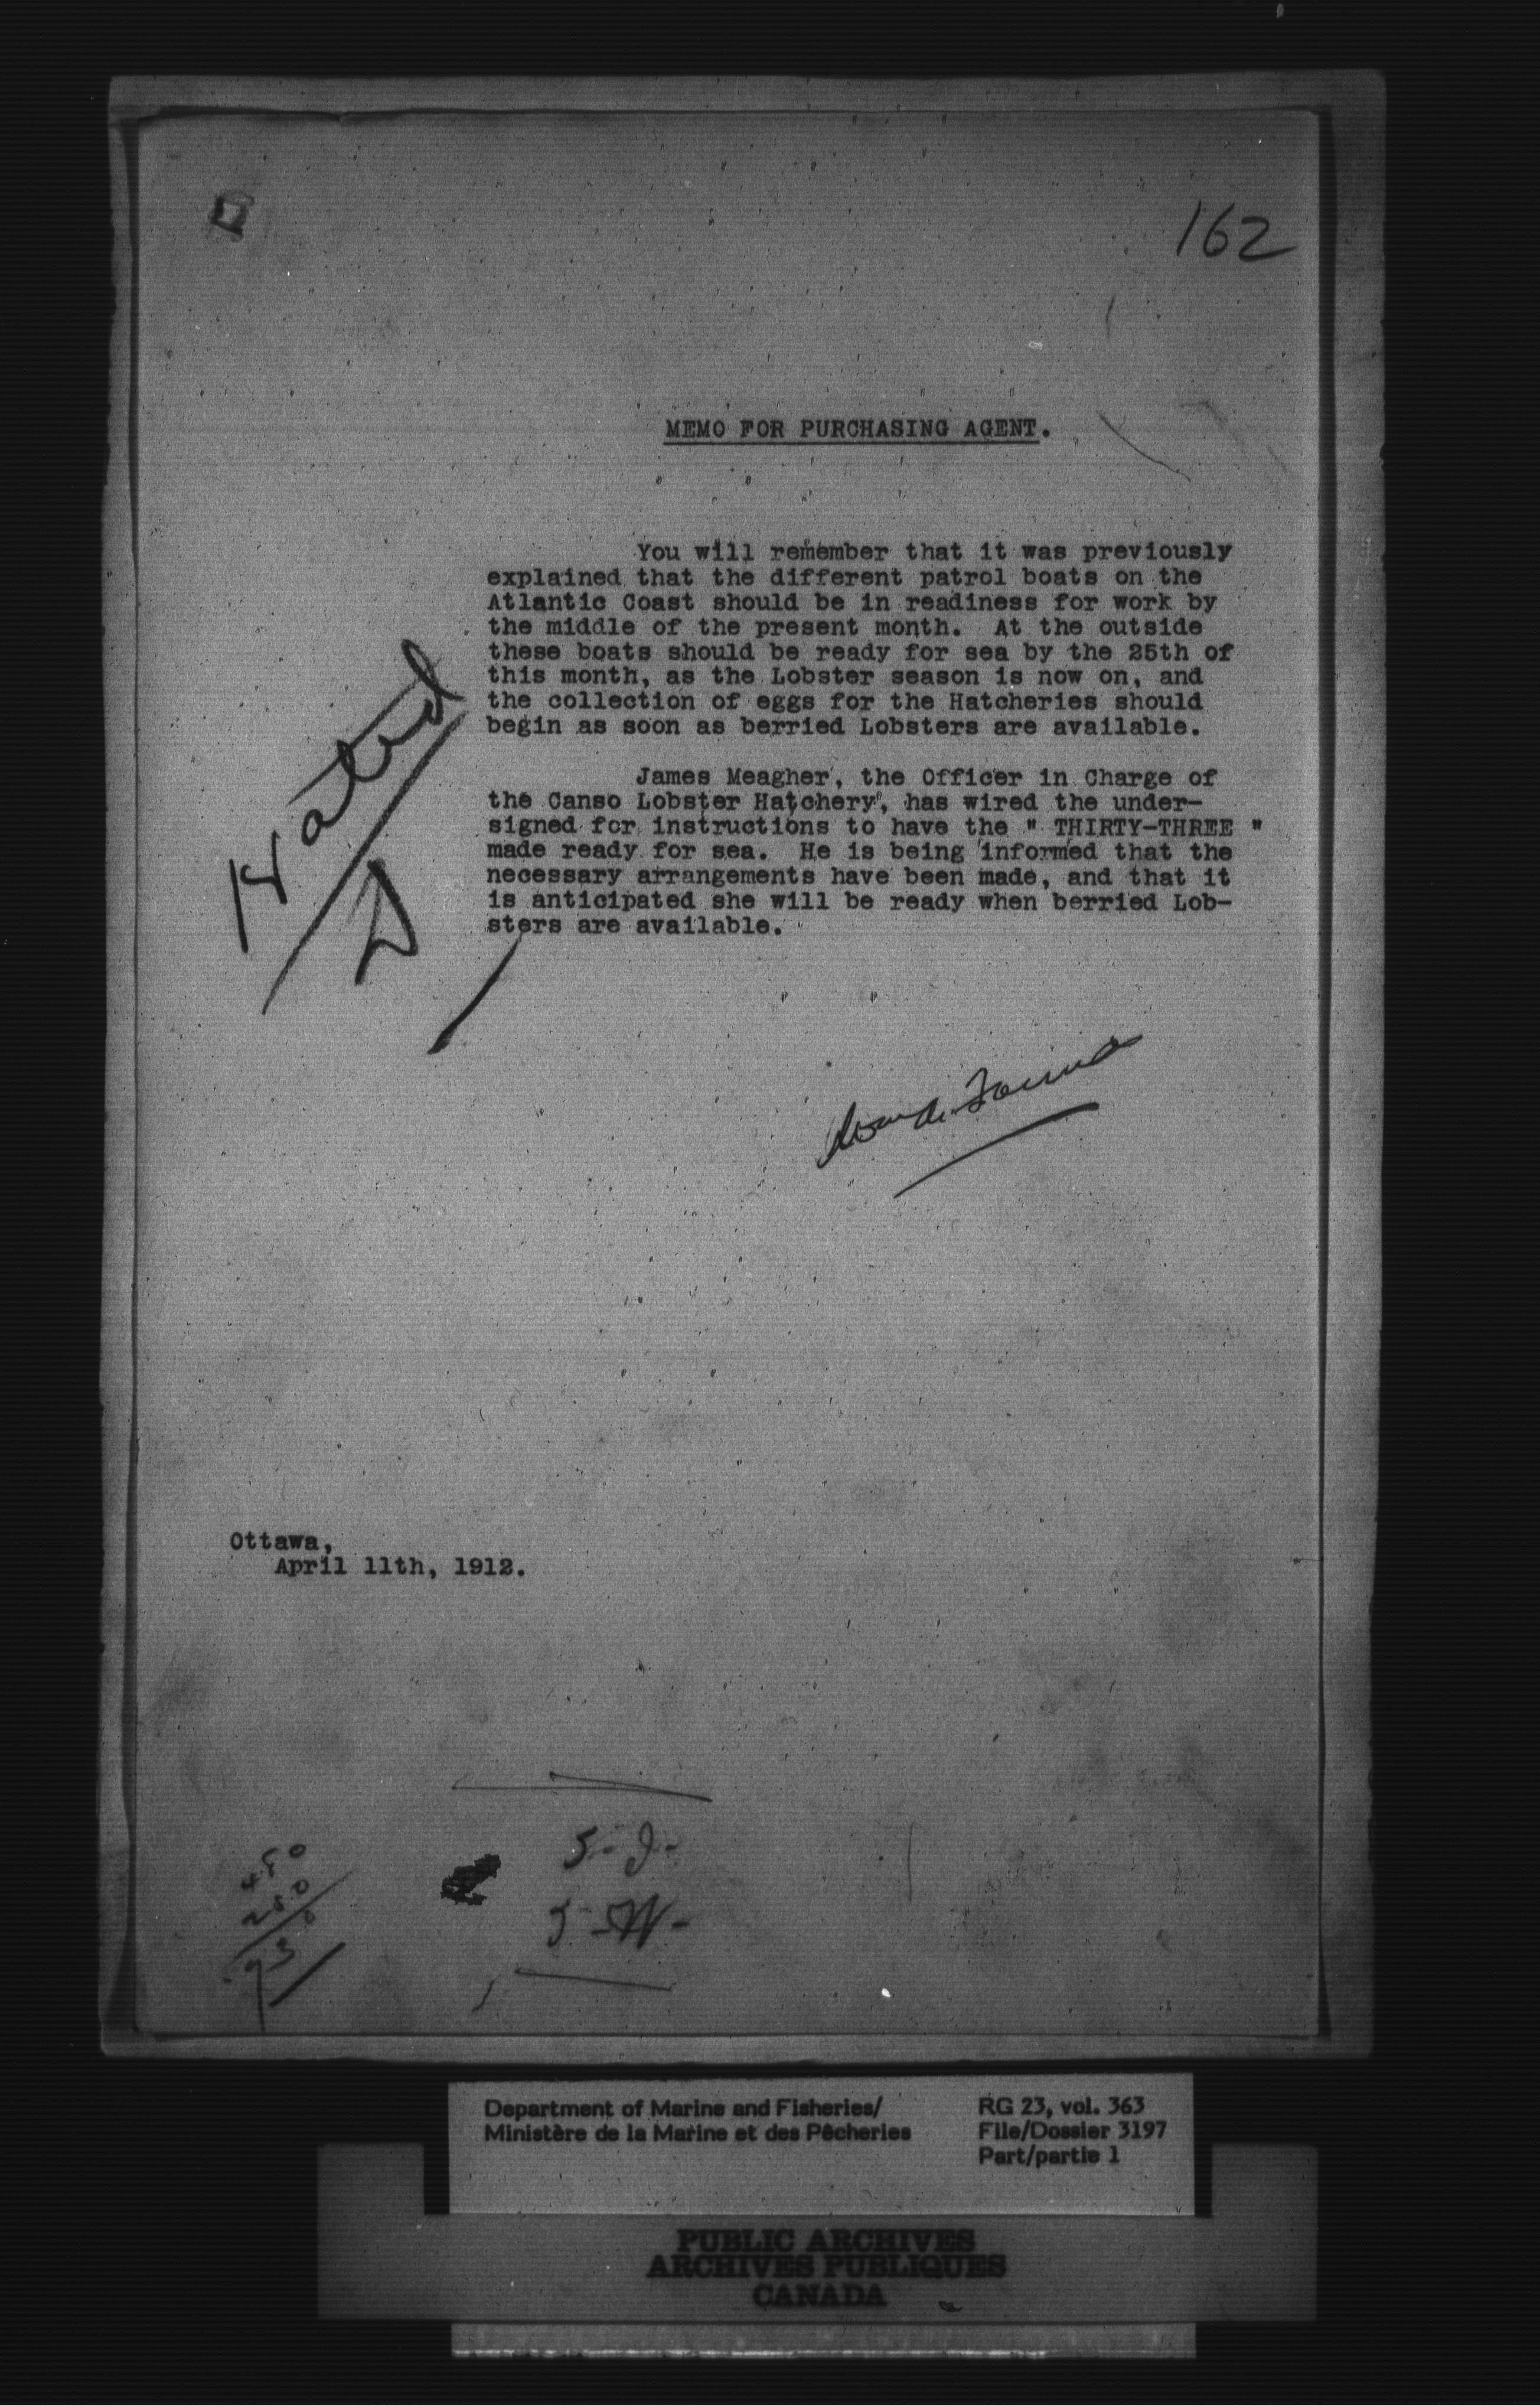 162
MEMO FOR PURCHASING AGENT.
You will remember that it was previously
explained that the different patrol boats on the
Atlantic Coast should be in readiness for work by
the middle of the present month. At the outside
these boats should be ready for sea by the 25th of
this month, as the Lobster season is now on, and
the collection of eggs for the Hatcheries should
begin as soon as berried Lobsters are available.
James Meagher, the Officer in Charge of
the Canso Lobster Hatchery, has wired the under-
signed for instructions to have the " THIRTY-THREE "
made ready for sea. He is being informed that the
necessary arrangements have been made, and that it
is anticipated she will be ready when berried Lob-
sters are available.
Ottawa,
April 11th, 1912.
Department of Marine and Fisheries/
Ministère de la Marine et des Pêcheries
RG 23, vol. 363
File/Dossier 3197
Part/partie 1
PUBLIC ARCHIVES
ARCHIVES PUBLIQUES
CANADA